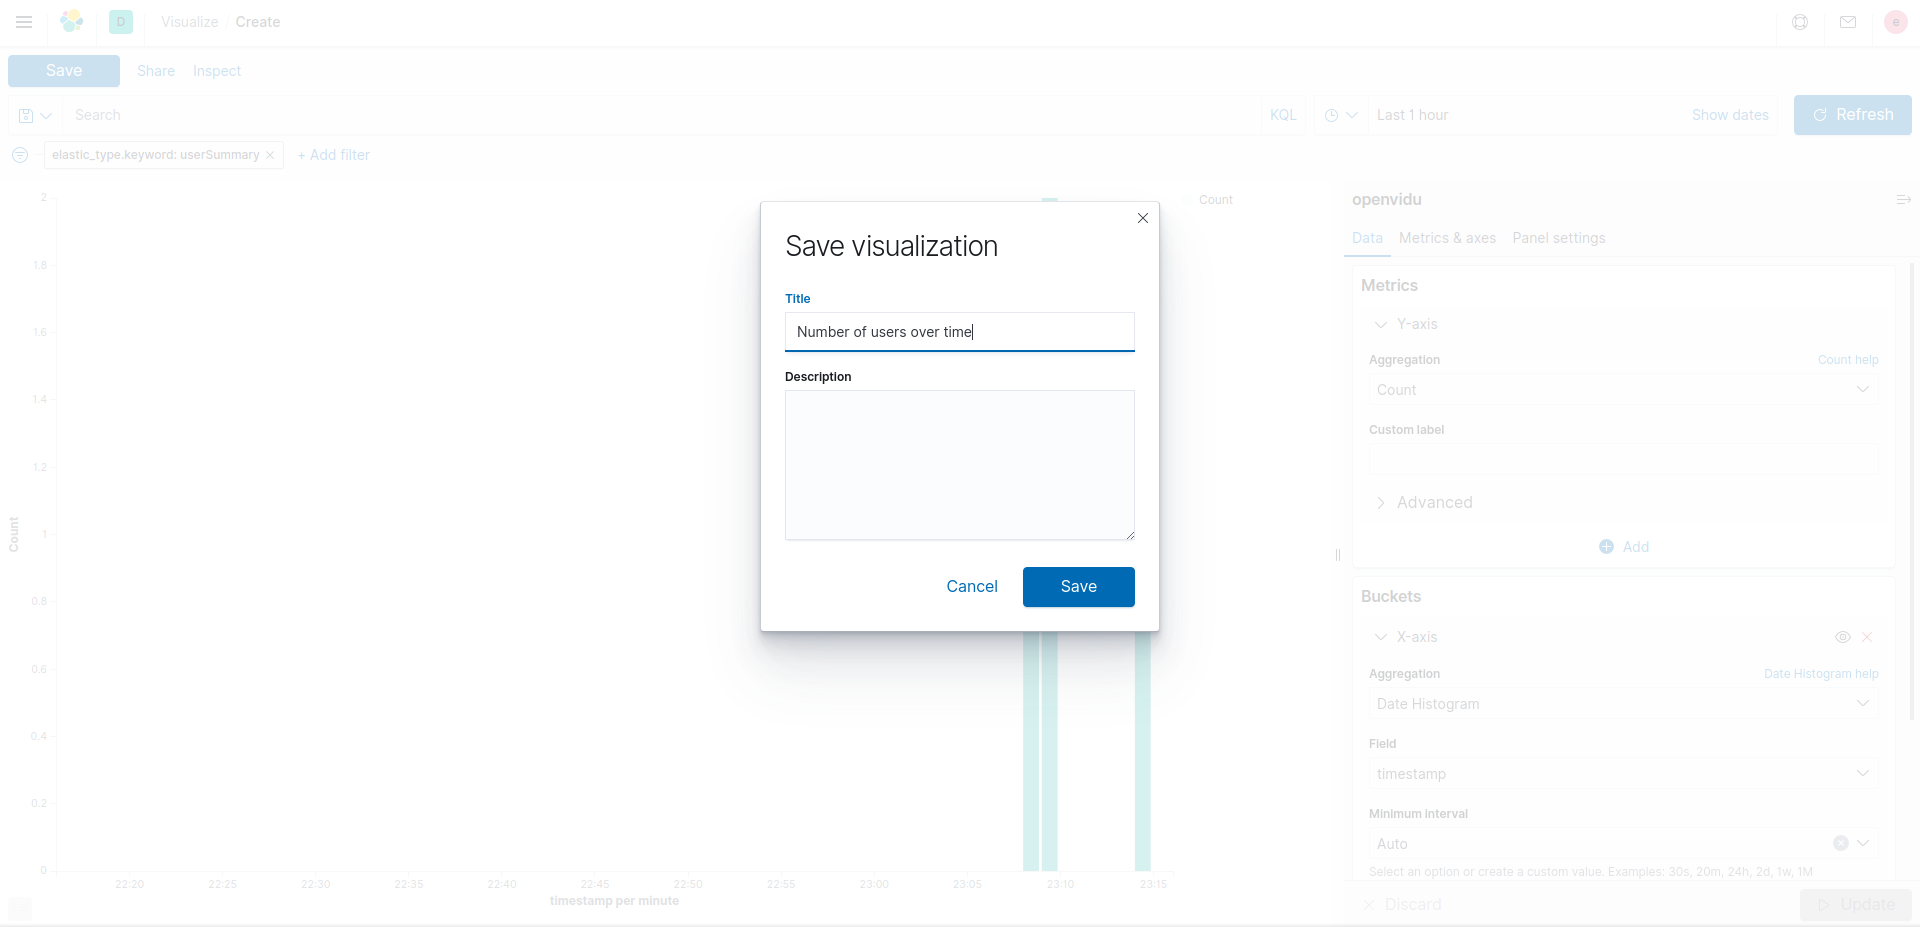 D
Visualize / Create
e
Save
Share
Inspect
Search
KQL
Last 1 hour
Show dates
Refresh
elastic_type.keyword: userSummary
+ Add filter
2
1.8
1.6
1.4
1.2
1
0.8
0.6
0.4
0.2
0
Count
22:20
22:25
22:30
22:35
22:40
22:45
22:50
22:55
23:00
23:05
23:10
23:15
timestamp per minute
Count
Save visualization
Title
Number of users over time
Description
Cancel
Save
openvidu
Data
Metrics & axes
Panel settings
Metrics
Y-axis
Aggregation
Count help
Count
Custom label
Advanced
Add
Buckets
X-axis
Aggregation
Date Histogram help
Date Histogram
Field
timestamp
Minimum interval
Auto
Select an option or create a custom value. Examples: 30s, 20m, 24h, 2d, 1w, 1M
Discard
Update